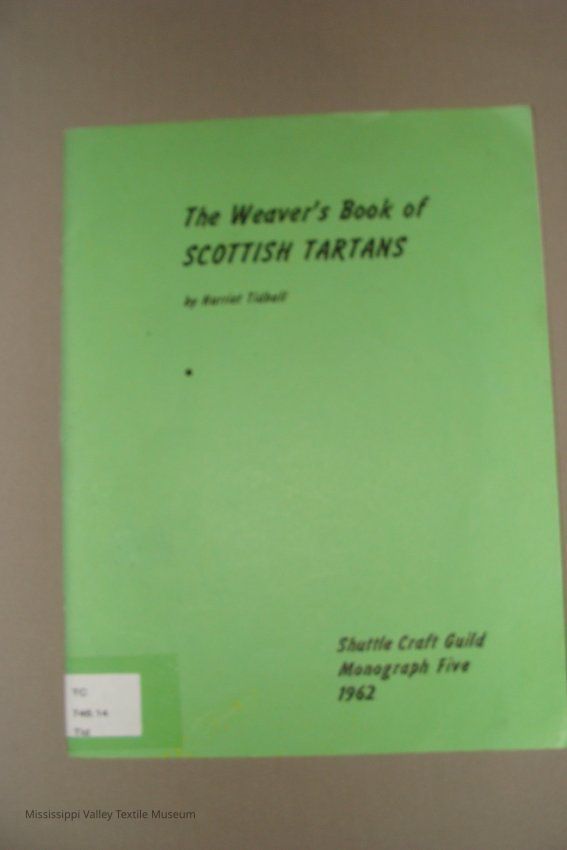 The Weaver's Book of
SCOTTISH TARTANS
by Harriet Tidball
Shuttle Craft Guild
Monograph Five
1962
TC
746.14
Mississippi Valley Textile Museum